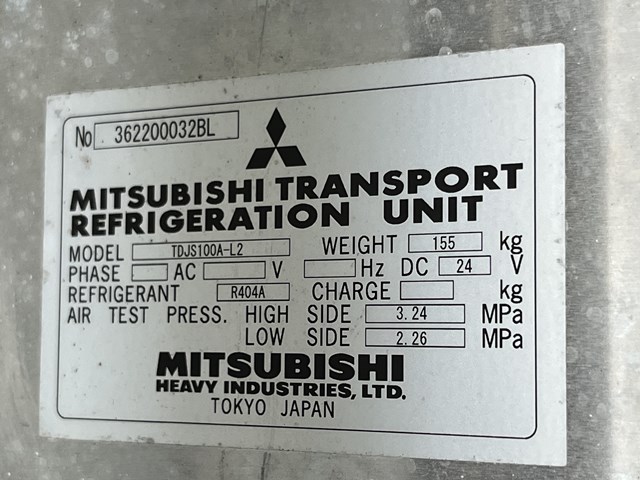 No 362200032BL
MITSUBISHI TRANSPORT
REFRIGERATION UNIT
MODEL TDJS100A-L2 WEIGHT 155 kg
PHASE AC V Hz DC 24 V
REFRIGERANT R404A CHARGE kg
AIR TEST PRESS. HIGH SIDE 3.24 MPa
LOW SIDE 2.26 MPa
MITSUBISHI
HEAVY INDUSTRIES, LTD.
TOKYO JAPAN